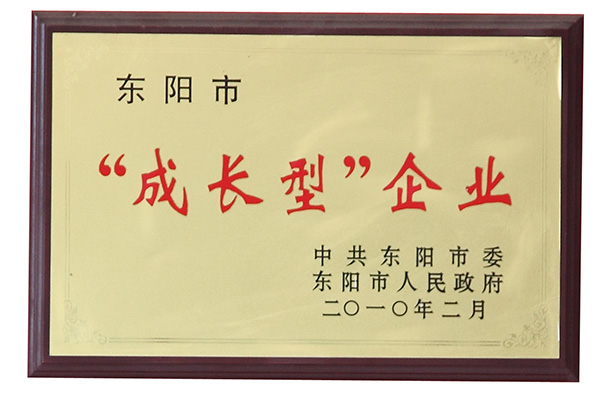 东阳市
“成长型”企业
中共东阳市委
东阳市人民政府
二〇一〇年二月